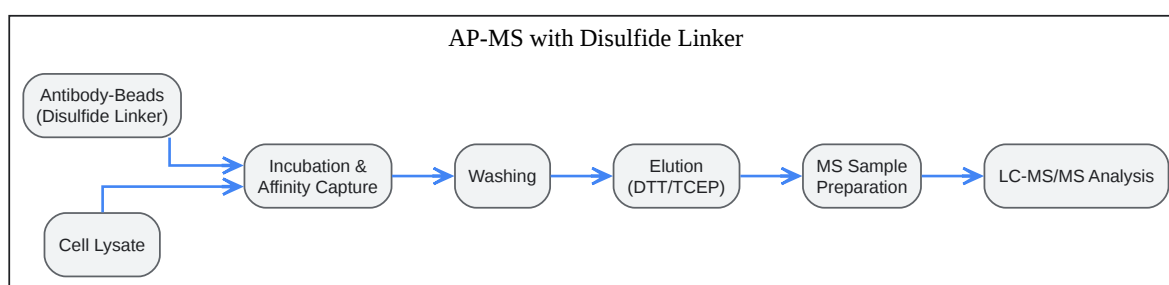 AP-MS with Disulfide Linker
Antibody-Beads
(Disulfide Linker)
Cell Lysate
Incubation &
Affinity Capture
Washing
Elution
(DTT/TCEP)
MS Sample
Preparation
LC-MS/MS Analysis